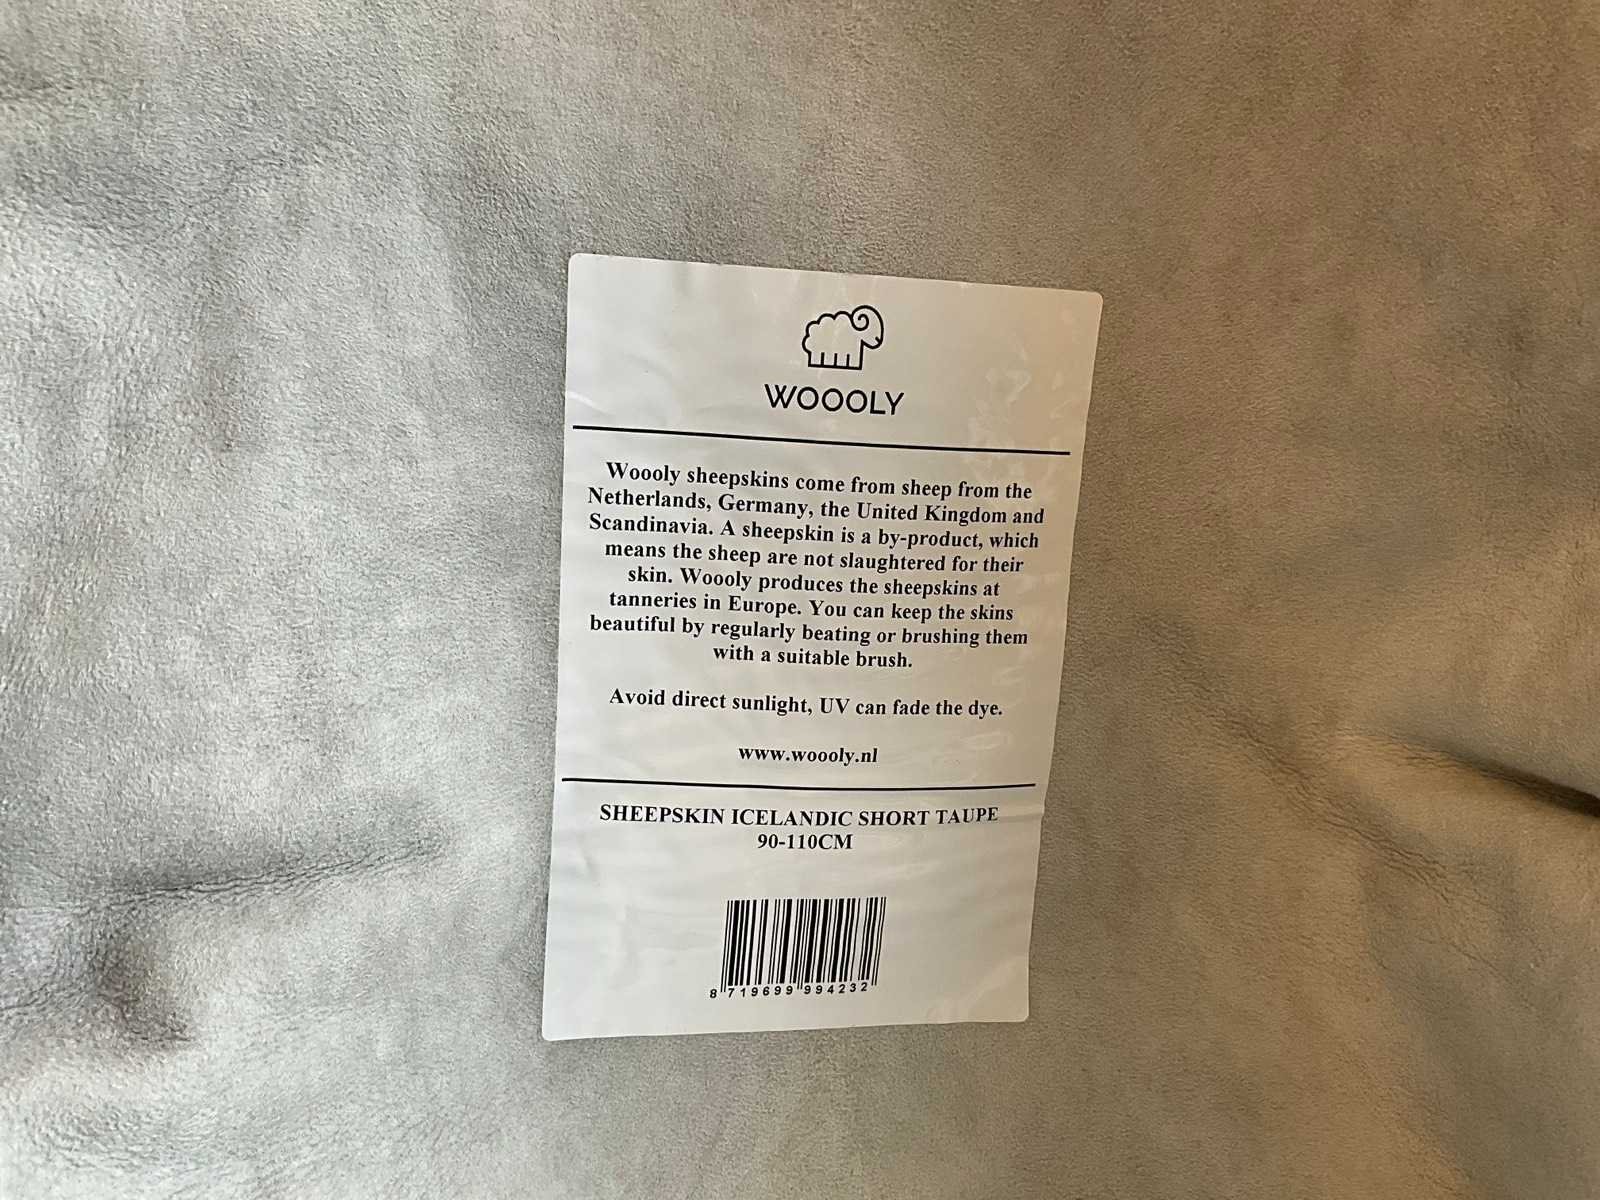 WOOOLY
Woooly sheepskins come from sheep from the
Netherlands, Germany, the United Kingdom and
Scandinavia. A sheepskin is a by-product, which
means the sheep are not slaughtered for their
skin. Woooly produces the sheepskins at
tanneries in Europe. You can keep the skins
beautiful by regularly beating or brushing them
with a suitable brush.
Avoid direct sunlight, UV can fade the dye.
www.woooly.nl
SHEEPSKIN ICELANDIC SHORT TAUPE
90-110CM
8 719699 994232